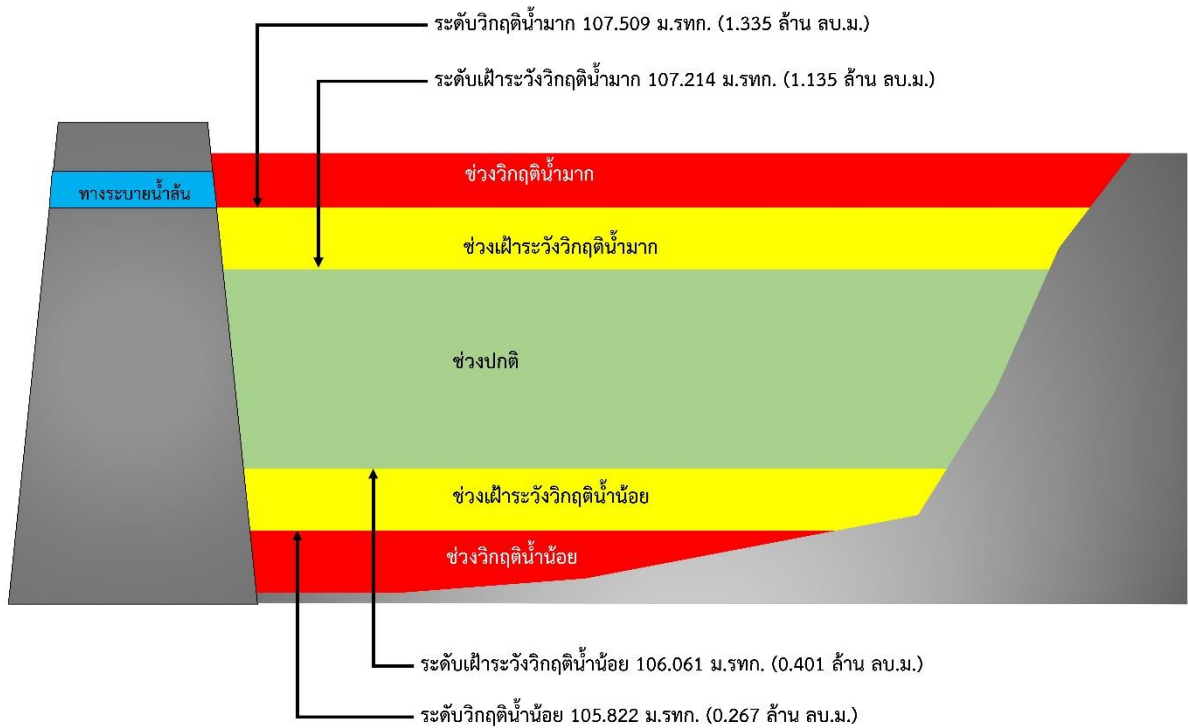 ระดับวิกฤติน้ำมาก 107.509 ม.รทก. (1.335 ล้าน ลบ.ม.)
ระดับเฝ้าระวังวิกฤติน้ำมาก 107.214 ม.รทก. (1.135 ล้าน ลบ.ม.)
ช่วงวิกฤติน้ำมาก
ทางระบายน้ำล้น
ช่วงเฝ้าระวังวิกฤติน้ำมาก
ช่วงปกติ
ช่วงเฝ้าระวังวิกฤติน้ำน้อย
ช่วงวิกฤติน้ำน้อย
ระดับเฝ้าระวังวิกฤติน้ำน้อย 106.061 ม.รทก. (0.401 ล้าน ลบ.ม.)
ระดับวิกฤติน้ำน้อย 105.822 ม.รทก. (0.267 ล้าน ลบ.ม.)